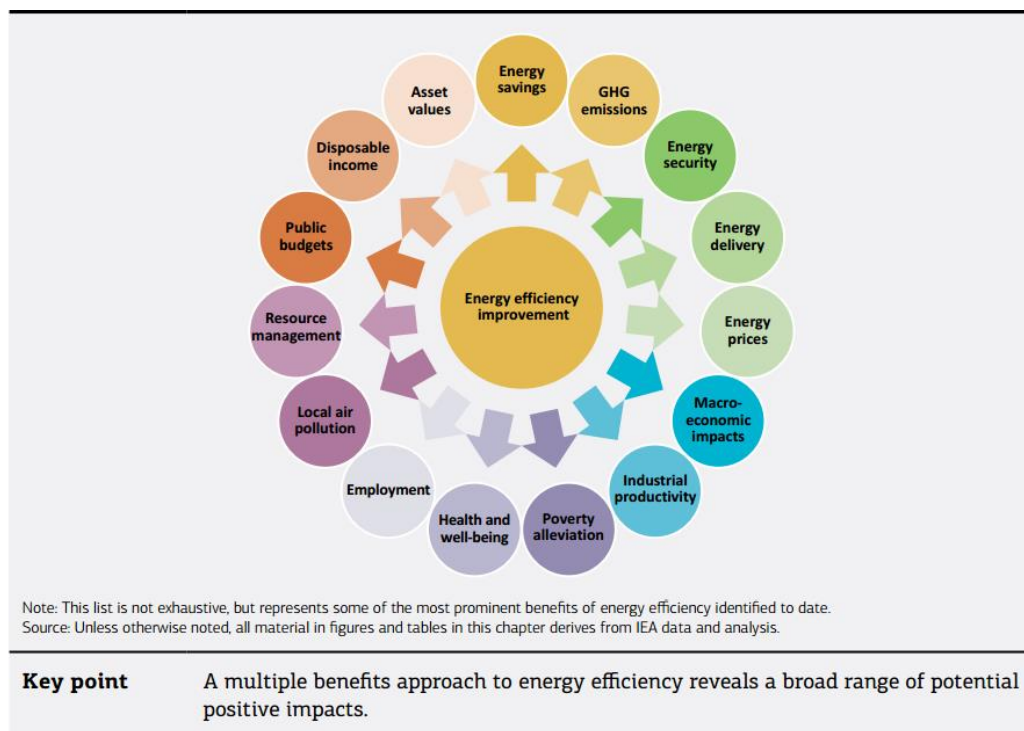 Energy
savings
GHG
emissions
Energy
security
Energy
delivery
Energy
prices
Macro-
economic
impacts
Industrial
productivity
Poverty
alleviation
Health and
well-being
Employment
Local air
pollution
Resource
management
Public
budgets
Disposable
income
Asset
values
Energy efficiency
improvement
Note: This list is not exhaustive, but represents some of the most prominent benefits of energy efficiency identified to date.
Source: Unless otherwise noted, all material in figures and tables in this chapter derives from IEA data and analysis.
Key point
A multiple benefits approach to energy efficiency reveals a broad range of potential
positive impacts.